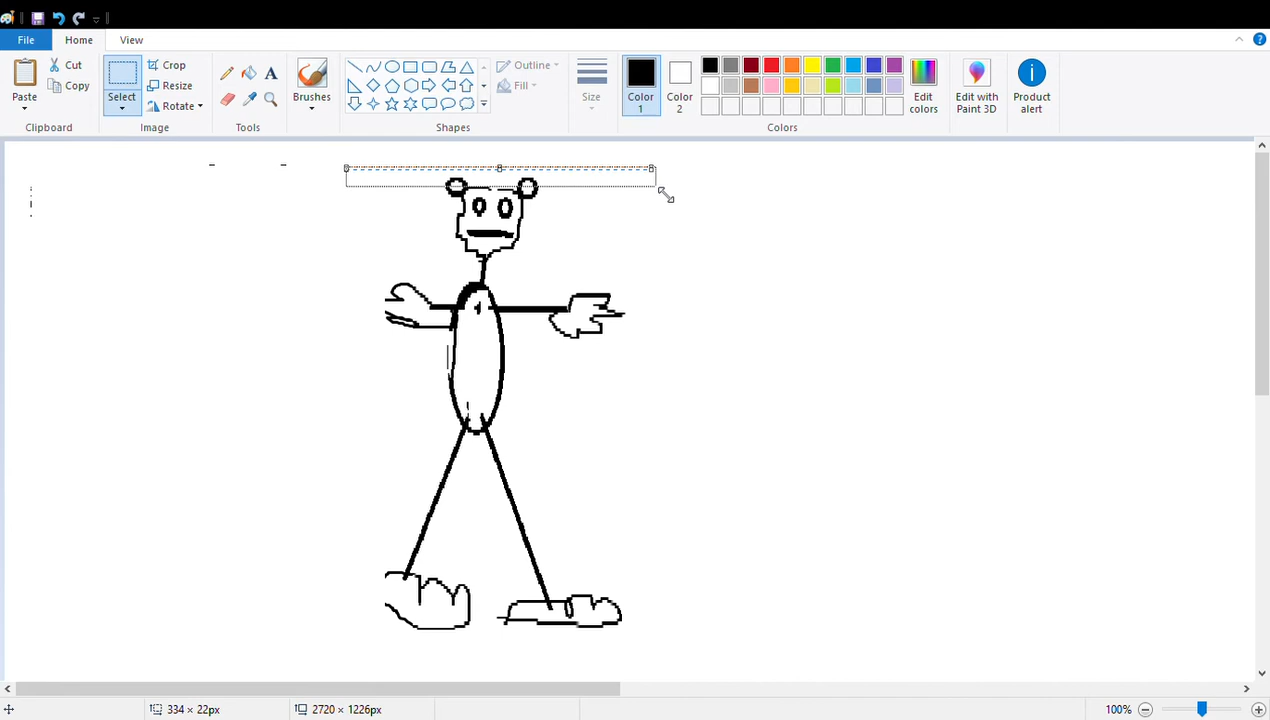 File Home View
Cut
Copy
Paste
Clipboard
Select
Crop
Resize
Rotate
Image
A
Tools
Brushes
Outline
Fill
Shapes
Size
Color 1
Color 2
Edit colors
Colors
Edit with Paint 3D
Product alert
334 × 22px
2720 × 1226px
100%